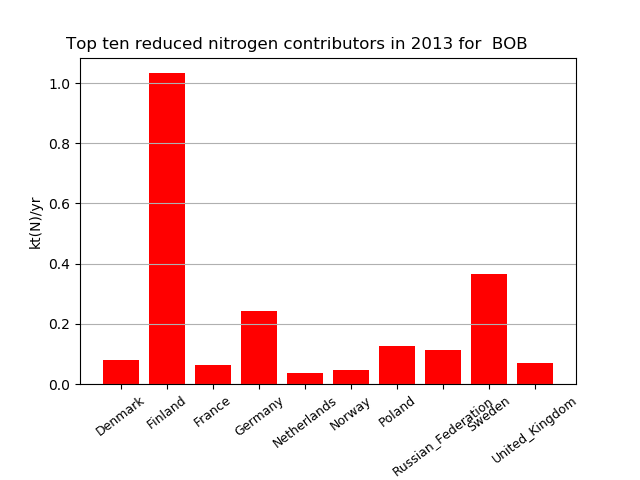 Top ten reduced nitrogen contributors in 2013 for  BOB
kt(N)/yr
1.0
0.8
0.6
0.4
0.2
0.0
Denmark
Finland
France
Germany
Netherlands
Norway
Poland
Russian_Federation
Sweden
United_Kingdom